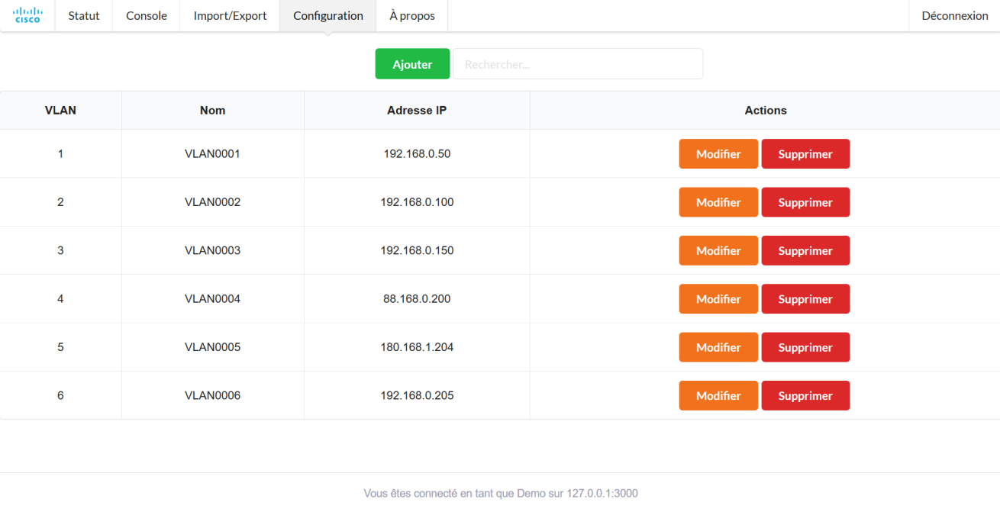 cisco Statut Console Import/Export Configuration À propos Déconnexion
Ajouter Rechercher...
VLAN Nom Adresse IP Actions
1 VLAN0001 192.168.0.50 Modifier Supprimer
2 VLAN0002 192.168.0.100 Modifier Supprimer
3 VLAN0003 192.168.0.150 Modifier Supprimer
4 VLAN0004 88.168.0.200 Modifier Supprimer
5 VLAN0005 180.168.1.204 Modifier Supprimer
6 VLAN0006 192.168.0.205 Modifier Supprimer
Vous êtes connecté en tant que Demo sur 127.0.0.1:3000